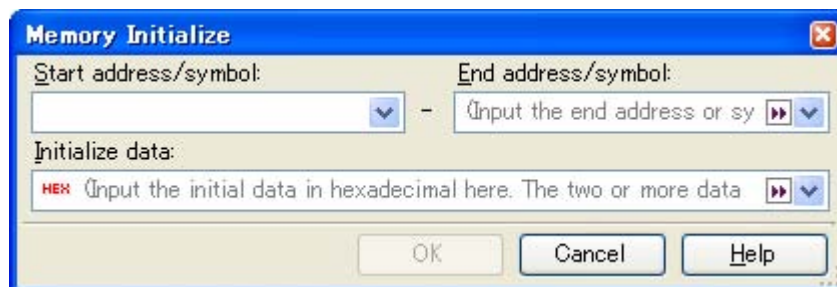 Memory Initialize
Start address/symbol: End address/symbol:
- (Input the end address or sy
Initialize data:
HEX (Input the initial data in hexadecimal here. The two or more data
OK Cancel Help